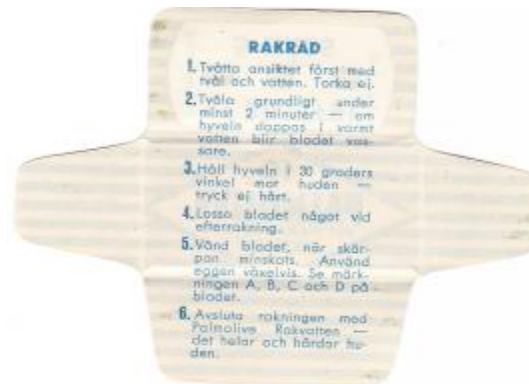 RAKRÅD
1. Tvätta ansiktet först med
tvål och vatten. Torka ej.
2. Tvåla grundligt under
minst 2 minuter — om
hyveln doppas i varmt
vatten blir bladet vas-
sare.
3. Håll hyveln i 30 graders
vinkel mot huden —
tryck ej hårt.
4. Lossa bladet något vid
efterrakning.
5. Vänd bladet, när skär-
pan minskats. Använd
eggen växelvis. Se märk-
ningen A, B, C och D på
bladet.
6. Avsluta rakningen med
Palmolive Rakvatten —
det helar och härdar hu-
den.